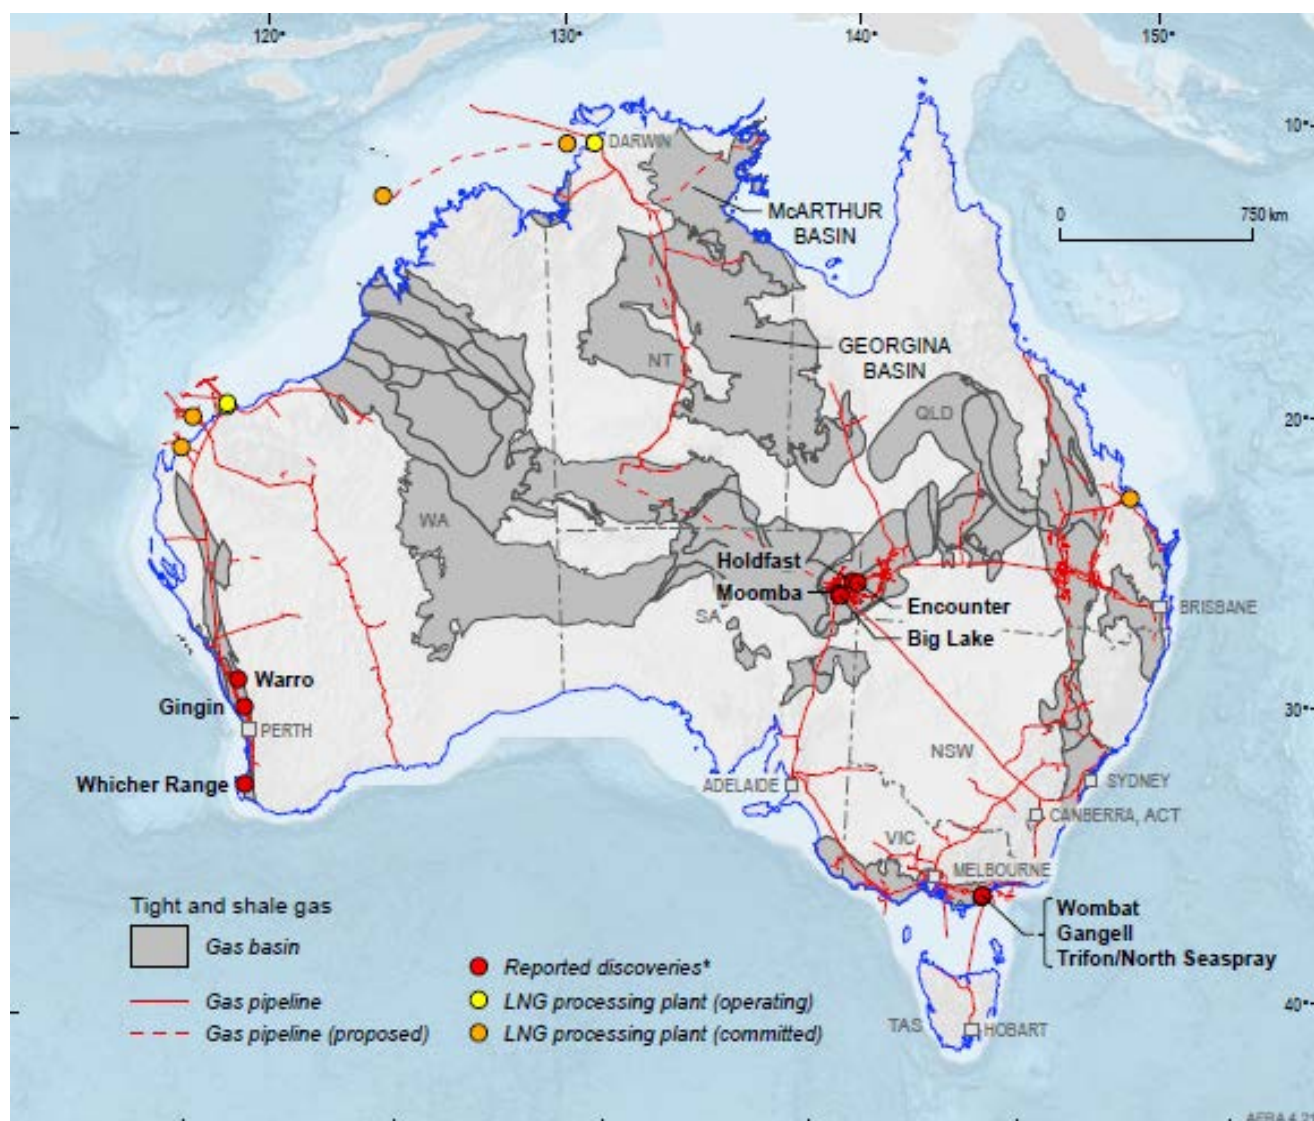 120°
130°
140°
150°
10°
DARWIN
McARTHUR
BASIN
0
750 km
GEORGINA
BASIN
NT
QLD
20°
WA
Holdfast
Moomba
Encounter
Big Lake
SA
BRISBANE
Warro
Gingin
PERTH
30°
NSW
Whicher Range
ADELAIDE
SYDNEY
CANBERRA, ACT
VIC
MELBOURNE
Wombat
Gangell
Trifon/North Seaspray
Tight and shale gas
Gas basin
Gas pipeline
Gas pipeline (proposed)
Reported discoveries*
LNG processing plant (operating)
LNG processing plant (committed)
40°
TAS
HOBART